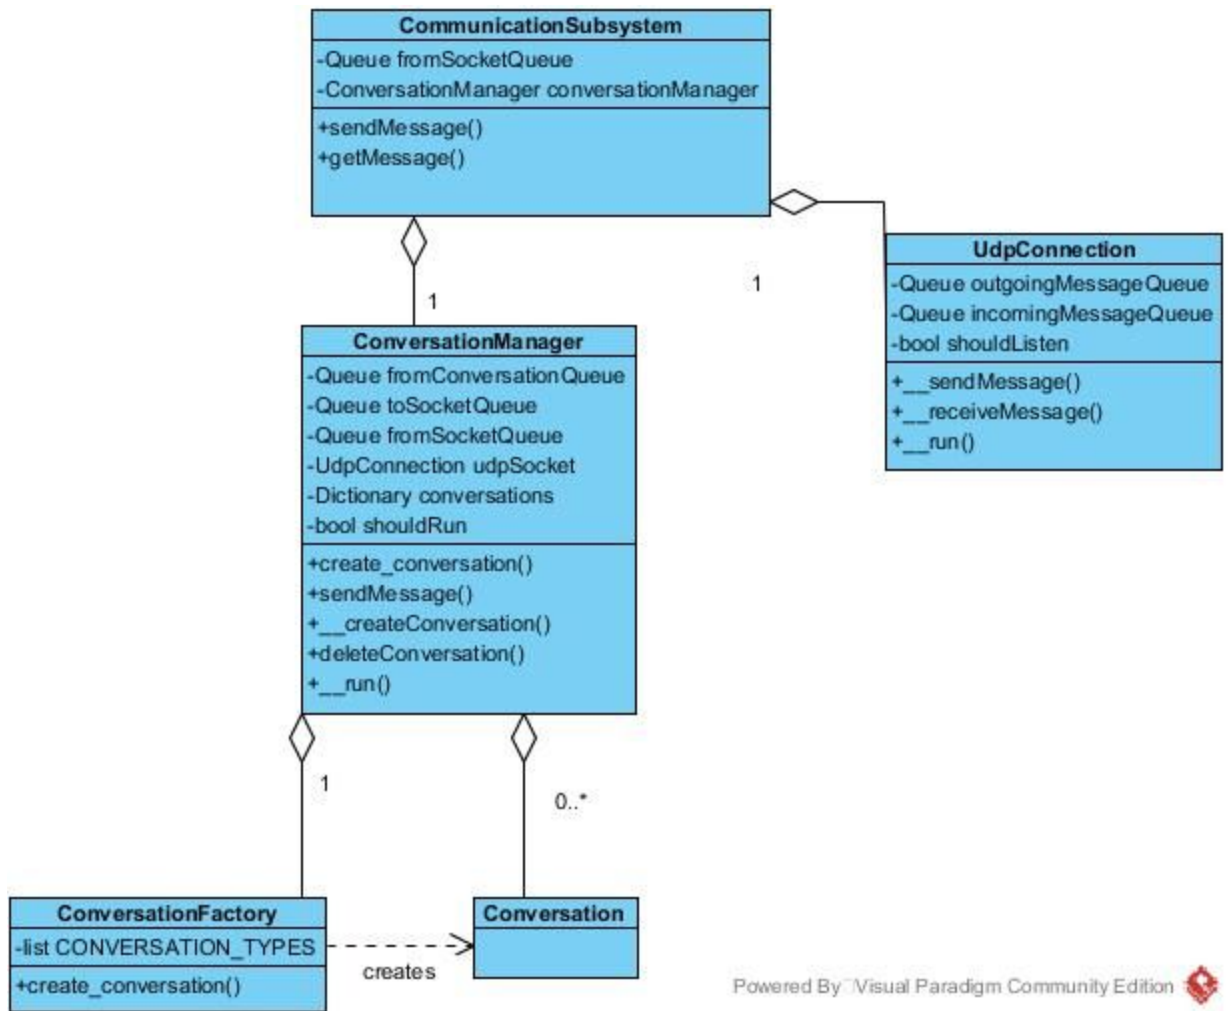 CommunicationSubsystem
-Queue fromSocketQueue
-ConversationManager conversationManager
+sendMessage()
+getMessage()
1
1
UdpConnection
-Queue outgoingMessageQueue
-Queue incomingMessageQueue
-bool shouldListen
+__sendMessage()
+__receiveMessage()
+__run()
ConversationManager
-Queue fromConversationQueue
-Queue toSocketQueue
-Queue fromSocketQueue
-UdpConnection udpSocket
-Dictionary conversations
-bool shouldRun
+create_conversation()
+sendMessage()
+__createConversation()
+deleteConversation()
+__run()
1
0..*
ConversationFactory
-list CONVERSATION_TYPES
+create_conversation()
creates
Conversation
Powered By Visual Paradigm Community Edition